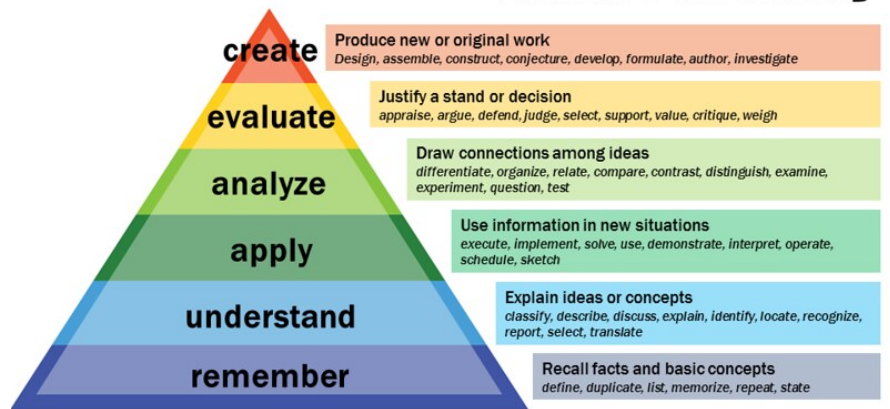 create
Produce new or original work
Design, assemble, construct, conjecture, develop, formulate, author, investigate
evaluate
Justify a stand or decision
appraise, argue, defend, judge, select, support, value, critique, weigh
analyze
Draw connections among ideas
differentiate, organize, relate, compare, contrast, distinguish, examine,
experiment, question, test
apply
Use information in new situations
execute, implement, solve, use, demonstrate, interpret, operate,
schedule, sketch
understand
Explain ideas or concepts
classify, describe, discuss, explain, identify, locate, recognize,
report, select, translate
remember
Recall facts and basic concepts
define, duplicate, list, memorize, repeat, state